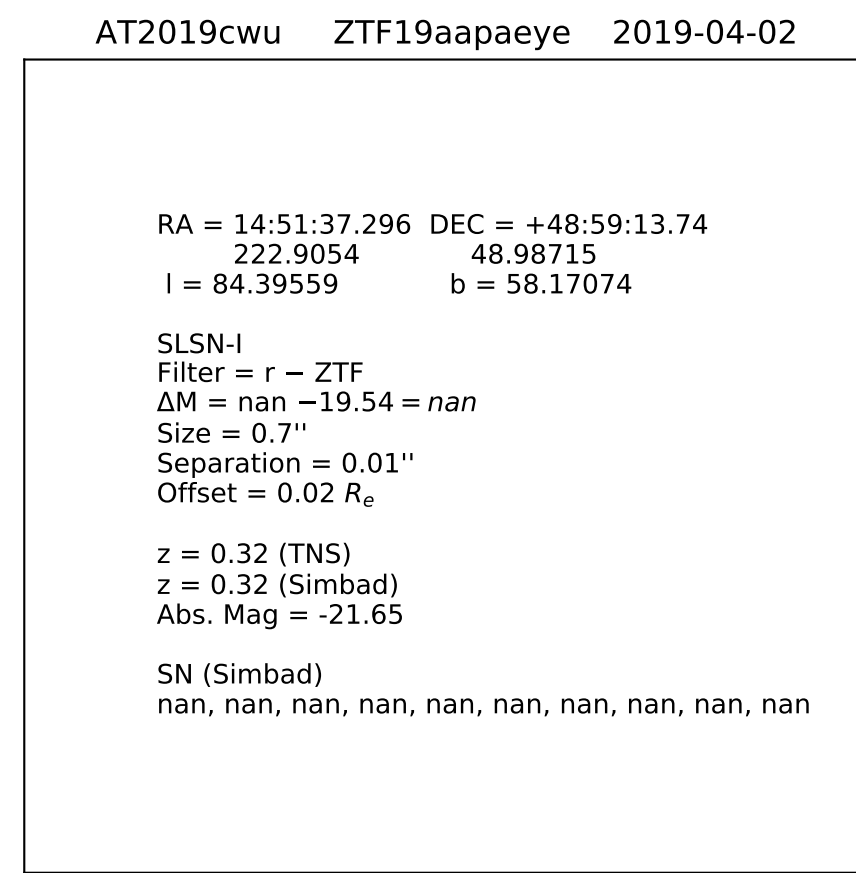 AT2019cwu ZTF19aapaeye 2019-04-02
RA = 14:51:37.296 DEC = +48:59:13.74
222.9054 48.98715
l = 84.39559 b = 58.17074
SLSN-I
Filter = r − ZTF
ΔM = nan −19.54 = nan
Size = 0.7''
Separation = 0.01''
Offset = 0.02 Rₑ
z = 0.32 (TNS)
z = 0.32 (Simbad)
Abs. Mag = -21.65
SN (Simbad)
nan, nan, nan, nan, nan, nan, nan, nan, nan, nan